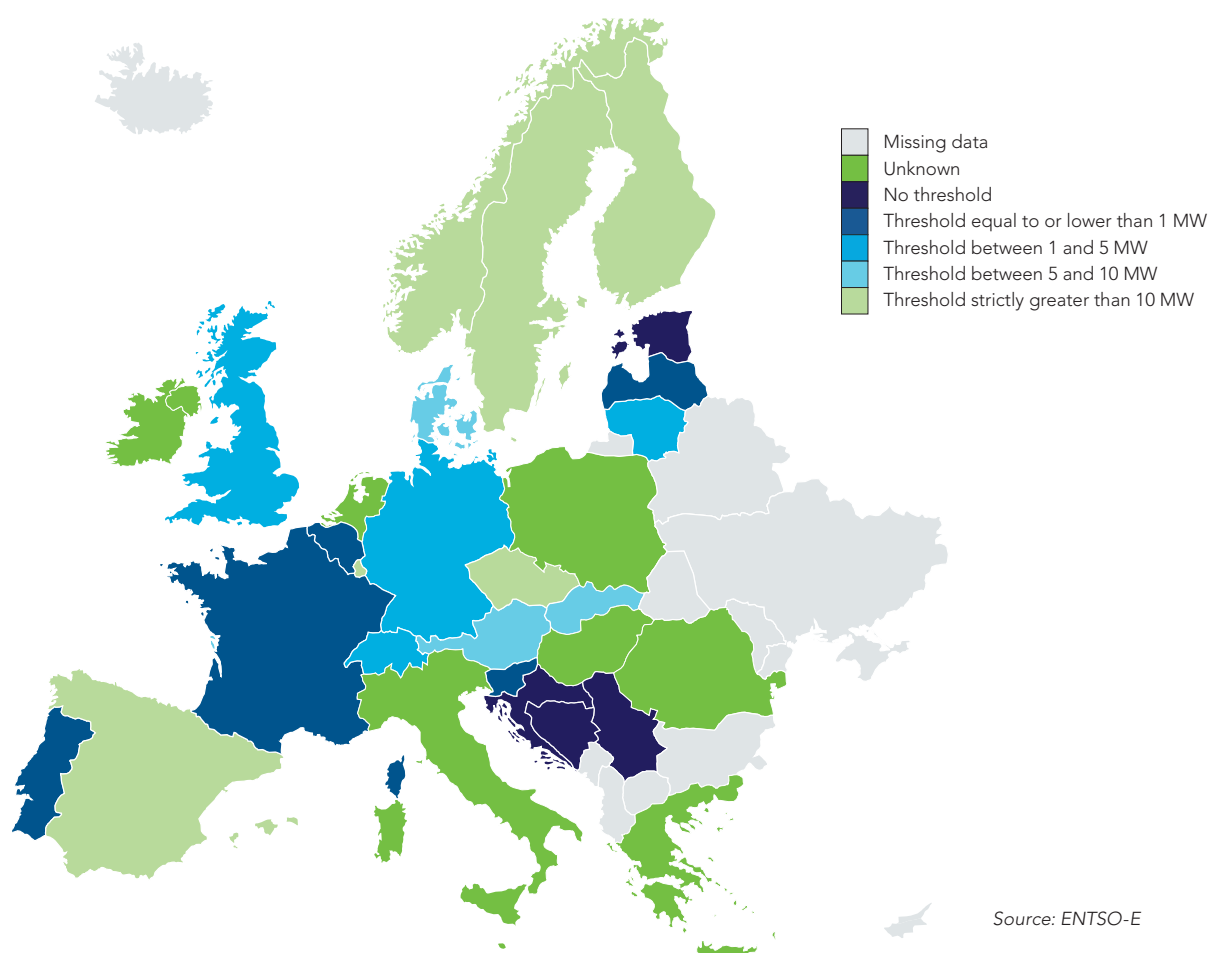 Missing data
Unknown
No threshold
Threshold equal to or lower than 1 MW
Threshold between 1 and 5 MW
Threshold between 5 and 10 MW
Threshold strictly greater than 10 MW
Source: ENTSO-E